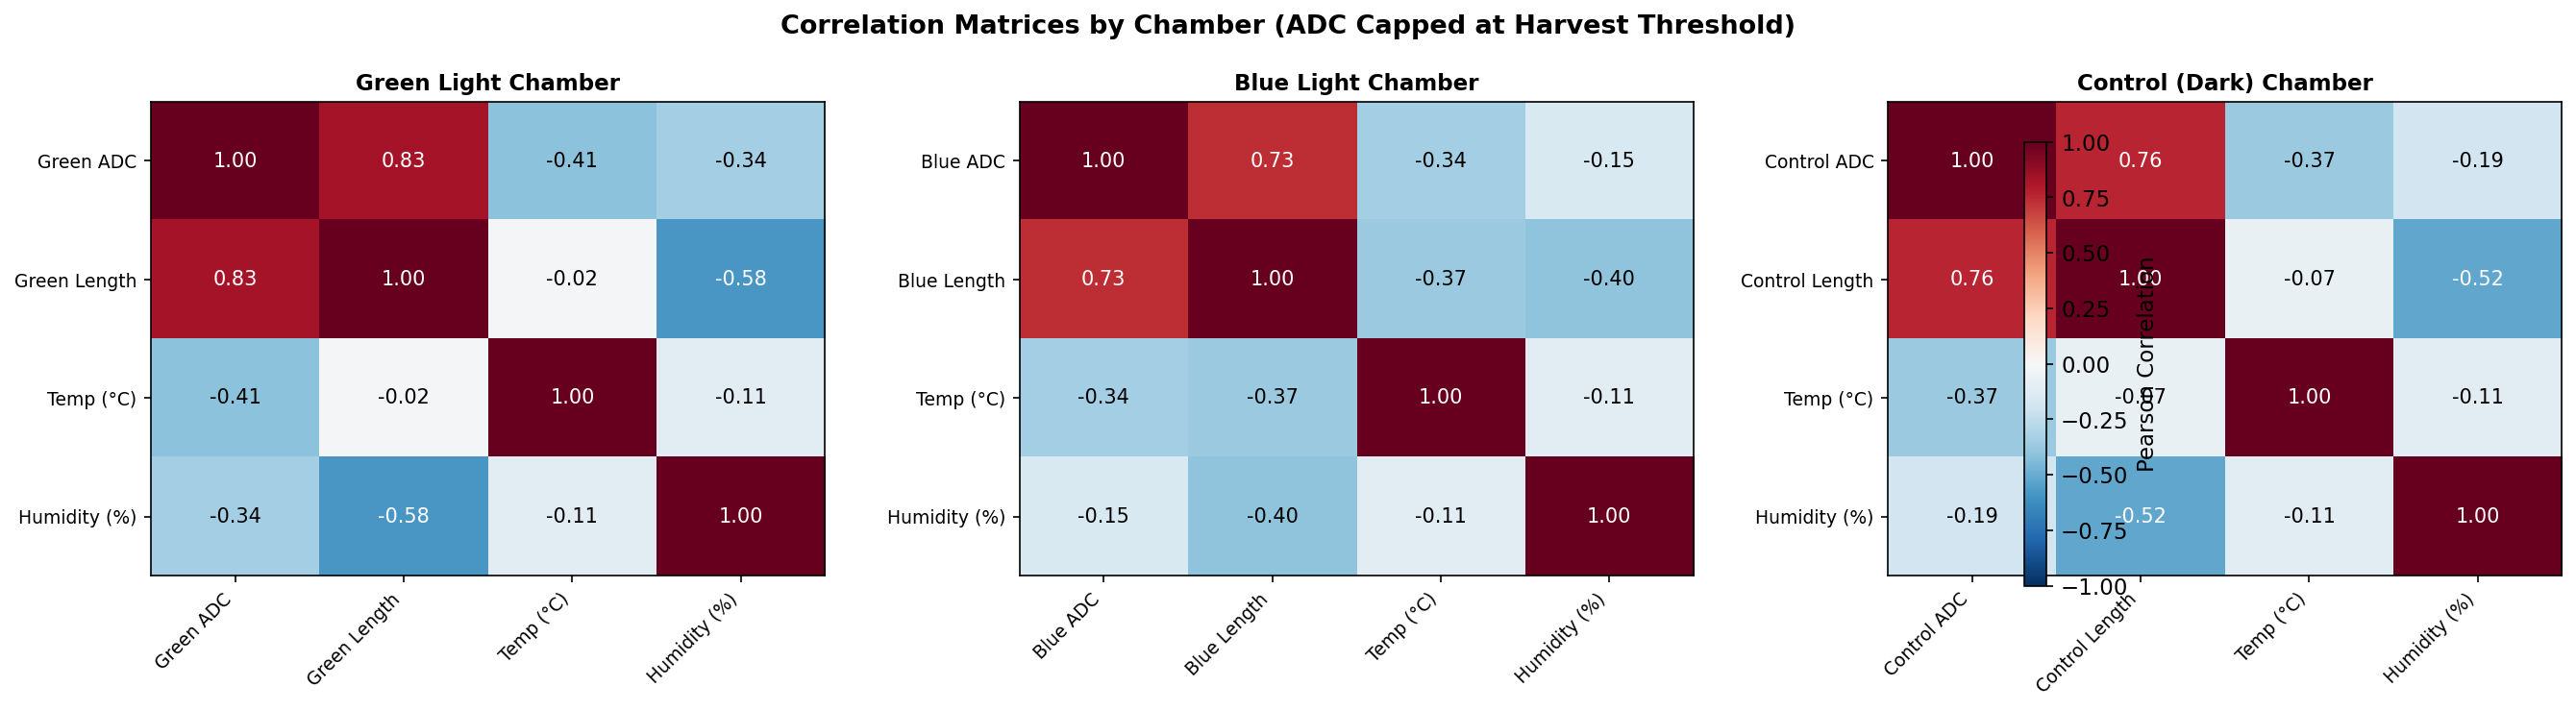 Correlation Matrices by Chamber (ADC Capped at Harvest Threshold)
Green Light Chamber
Green ADC 1.00 0.83 -0.41 -0.34
Green Length 0.83 1.00 -0.02 -0.58
Temp (°C) -0.41 -0.02 1.00 -0.11
Humidity (%) -0.34 -0.58 -0.11 1.00
Green ADC Green Length Temp (°C) Humidity (%)
Blue Light Chamber
Blue ADC 1.00 0.73 -0.34 -0.15
Blue Length 0.73 1.00 -0.37 -0.40
Temp (°C) -0.34 -0.37 1.00 -0.11
Humidity (%) -0.15 -0.40 -0.11 1.00
Blue ADC Blue Length Temp (°C) Humidity (%)
Control (Dark) Chamber
Control ADC 1.00 0.76 -0.37 -0.19
Control Length 0.76 1.00 -0.07 -0.52
Temp (°C) -0.37 -0.07 1.00 -0.11
Humidity (%) -0.19 -0.52 -0.11 1.00
Control ADC Control Length Temp (°C) Humidity (%)
1.00
0.75
0.50
0.25
0.00
−0.25
−0.50
−0.75
−1.00
Pearson Correlation